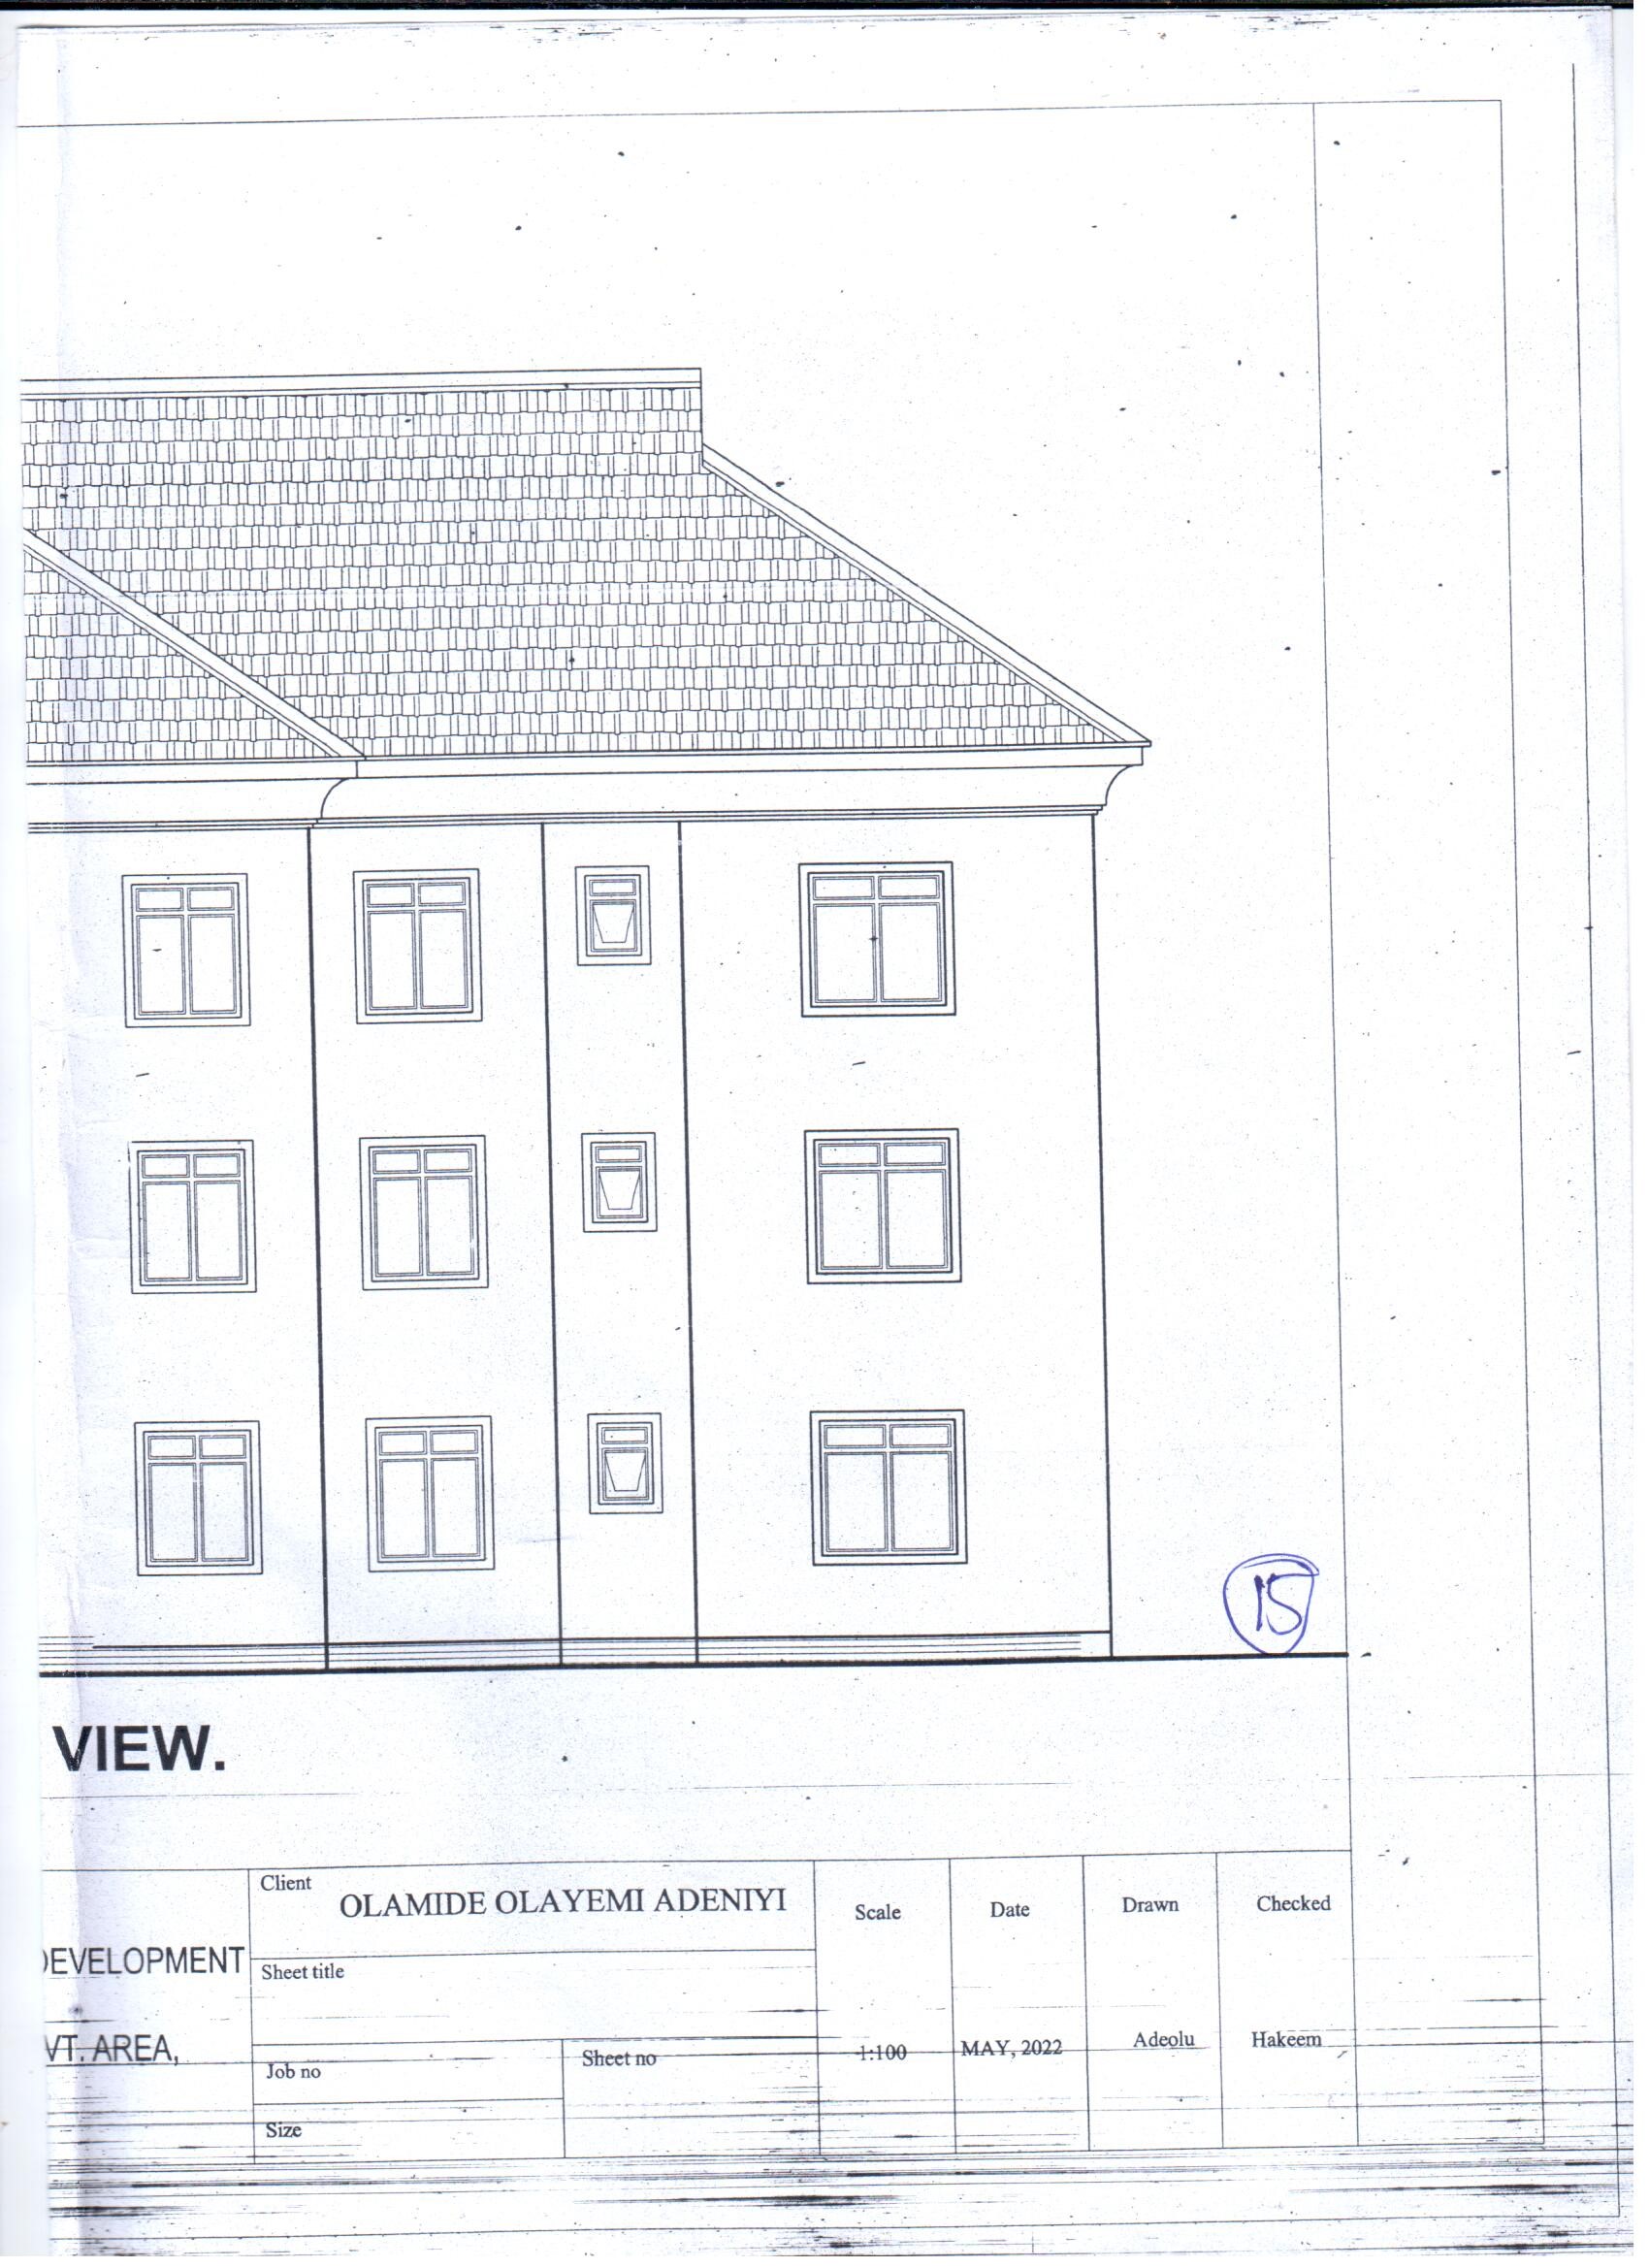 15
VIEW.
DEVELOPMENT
VT. AREA,
Client
OLAMIDE OLAYEMI ADENIYI
Sheet title
Job no
Sheet no
Size
Scale
1:100
Date
MAY, 2022
Drawn
Adeolu
Checked
Hakeem